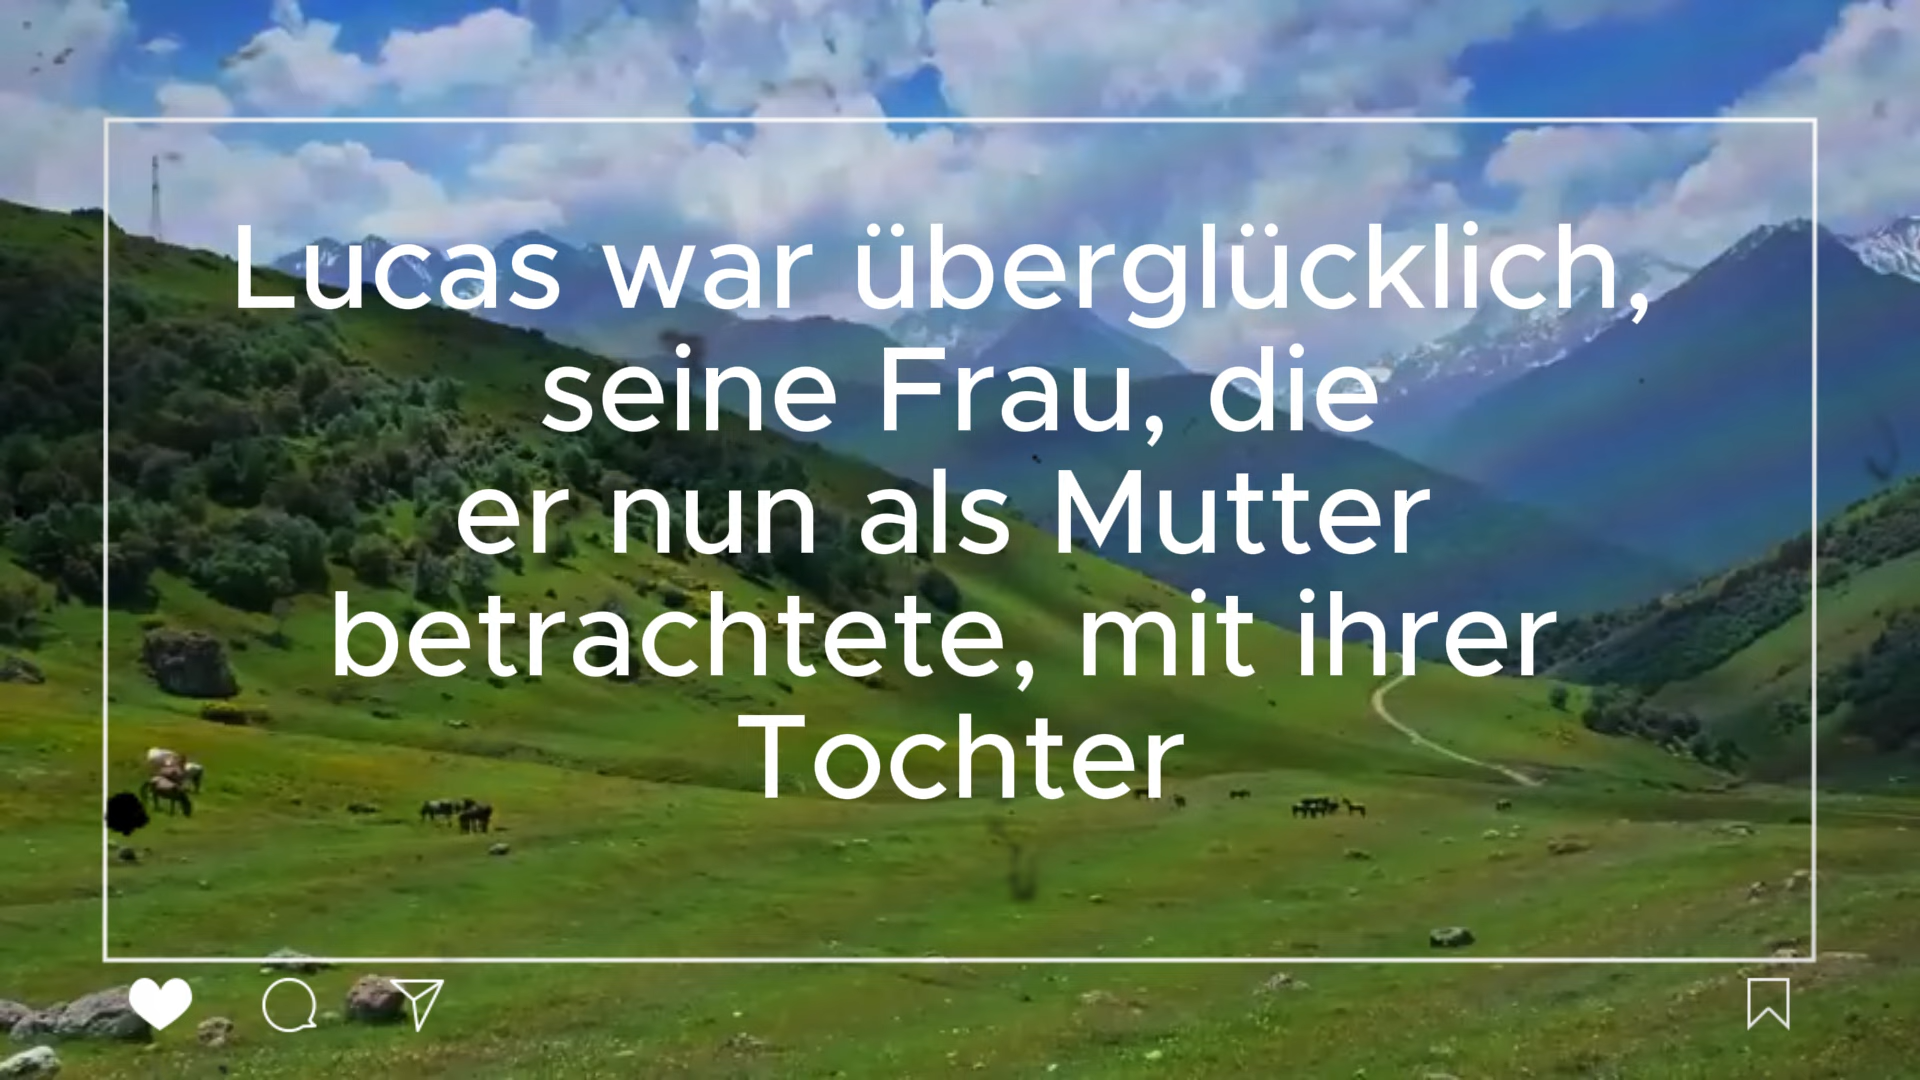 Lucas war überglücklich,
seine Frau, die
er nun als Mutter
betrachtete, mit ihrer
Tochter